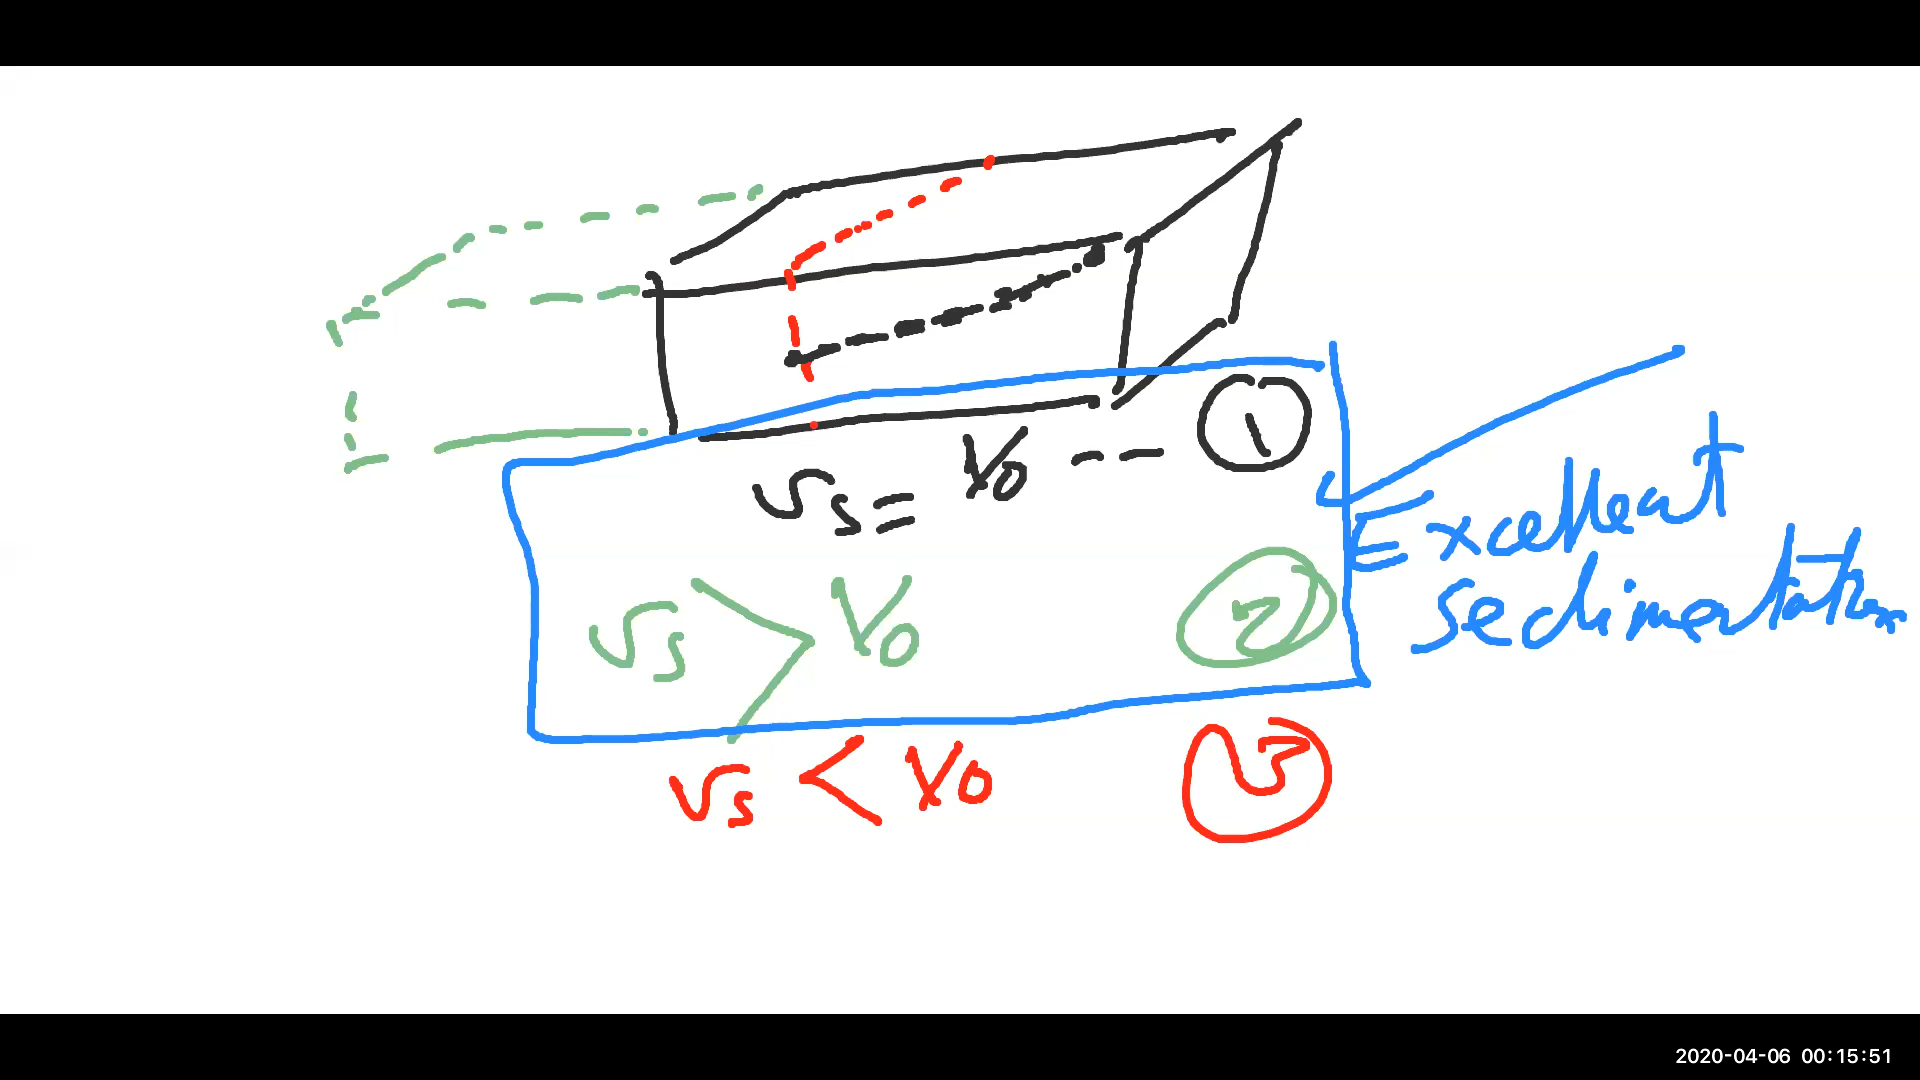 Vs = Vo --- 1
Excellent
sedimentation
Vs > Vo 2
Vs < Vo 3
2020-04-06 00:15:51